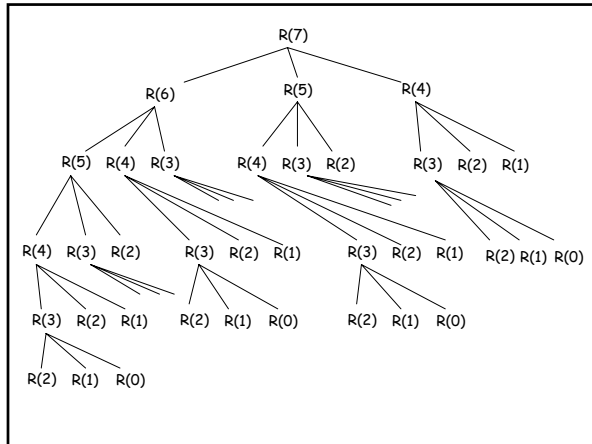 R(7)
R(6) R(5) R(4)
R(5) R(4) R(3) R(4) R(3) R(2) R(3) R(2) R(1)
R(4) R(3) R(2) R(3) R(2) R(1) R(3) R(2) R(1) R(2) R(1) R(0)
R(3) R(2) R(1) R(2) R(1) R(0) R(2) R(1) R(0)
R(2) R(1) R(0)